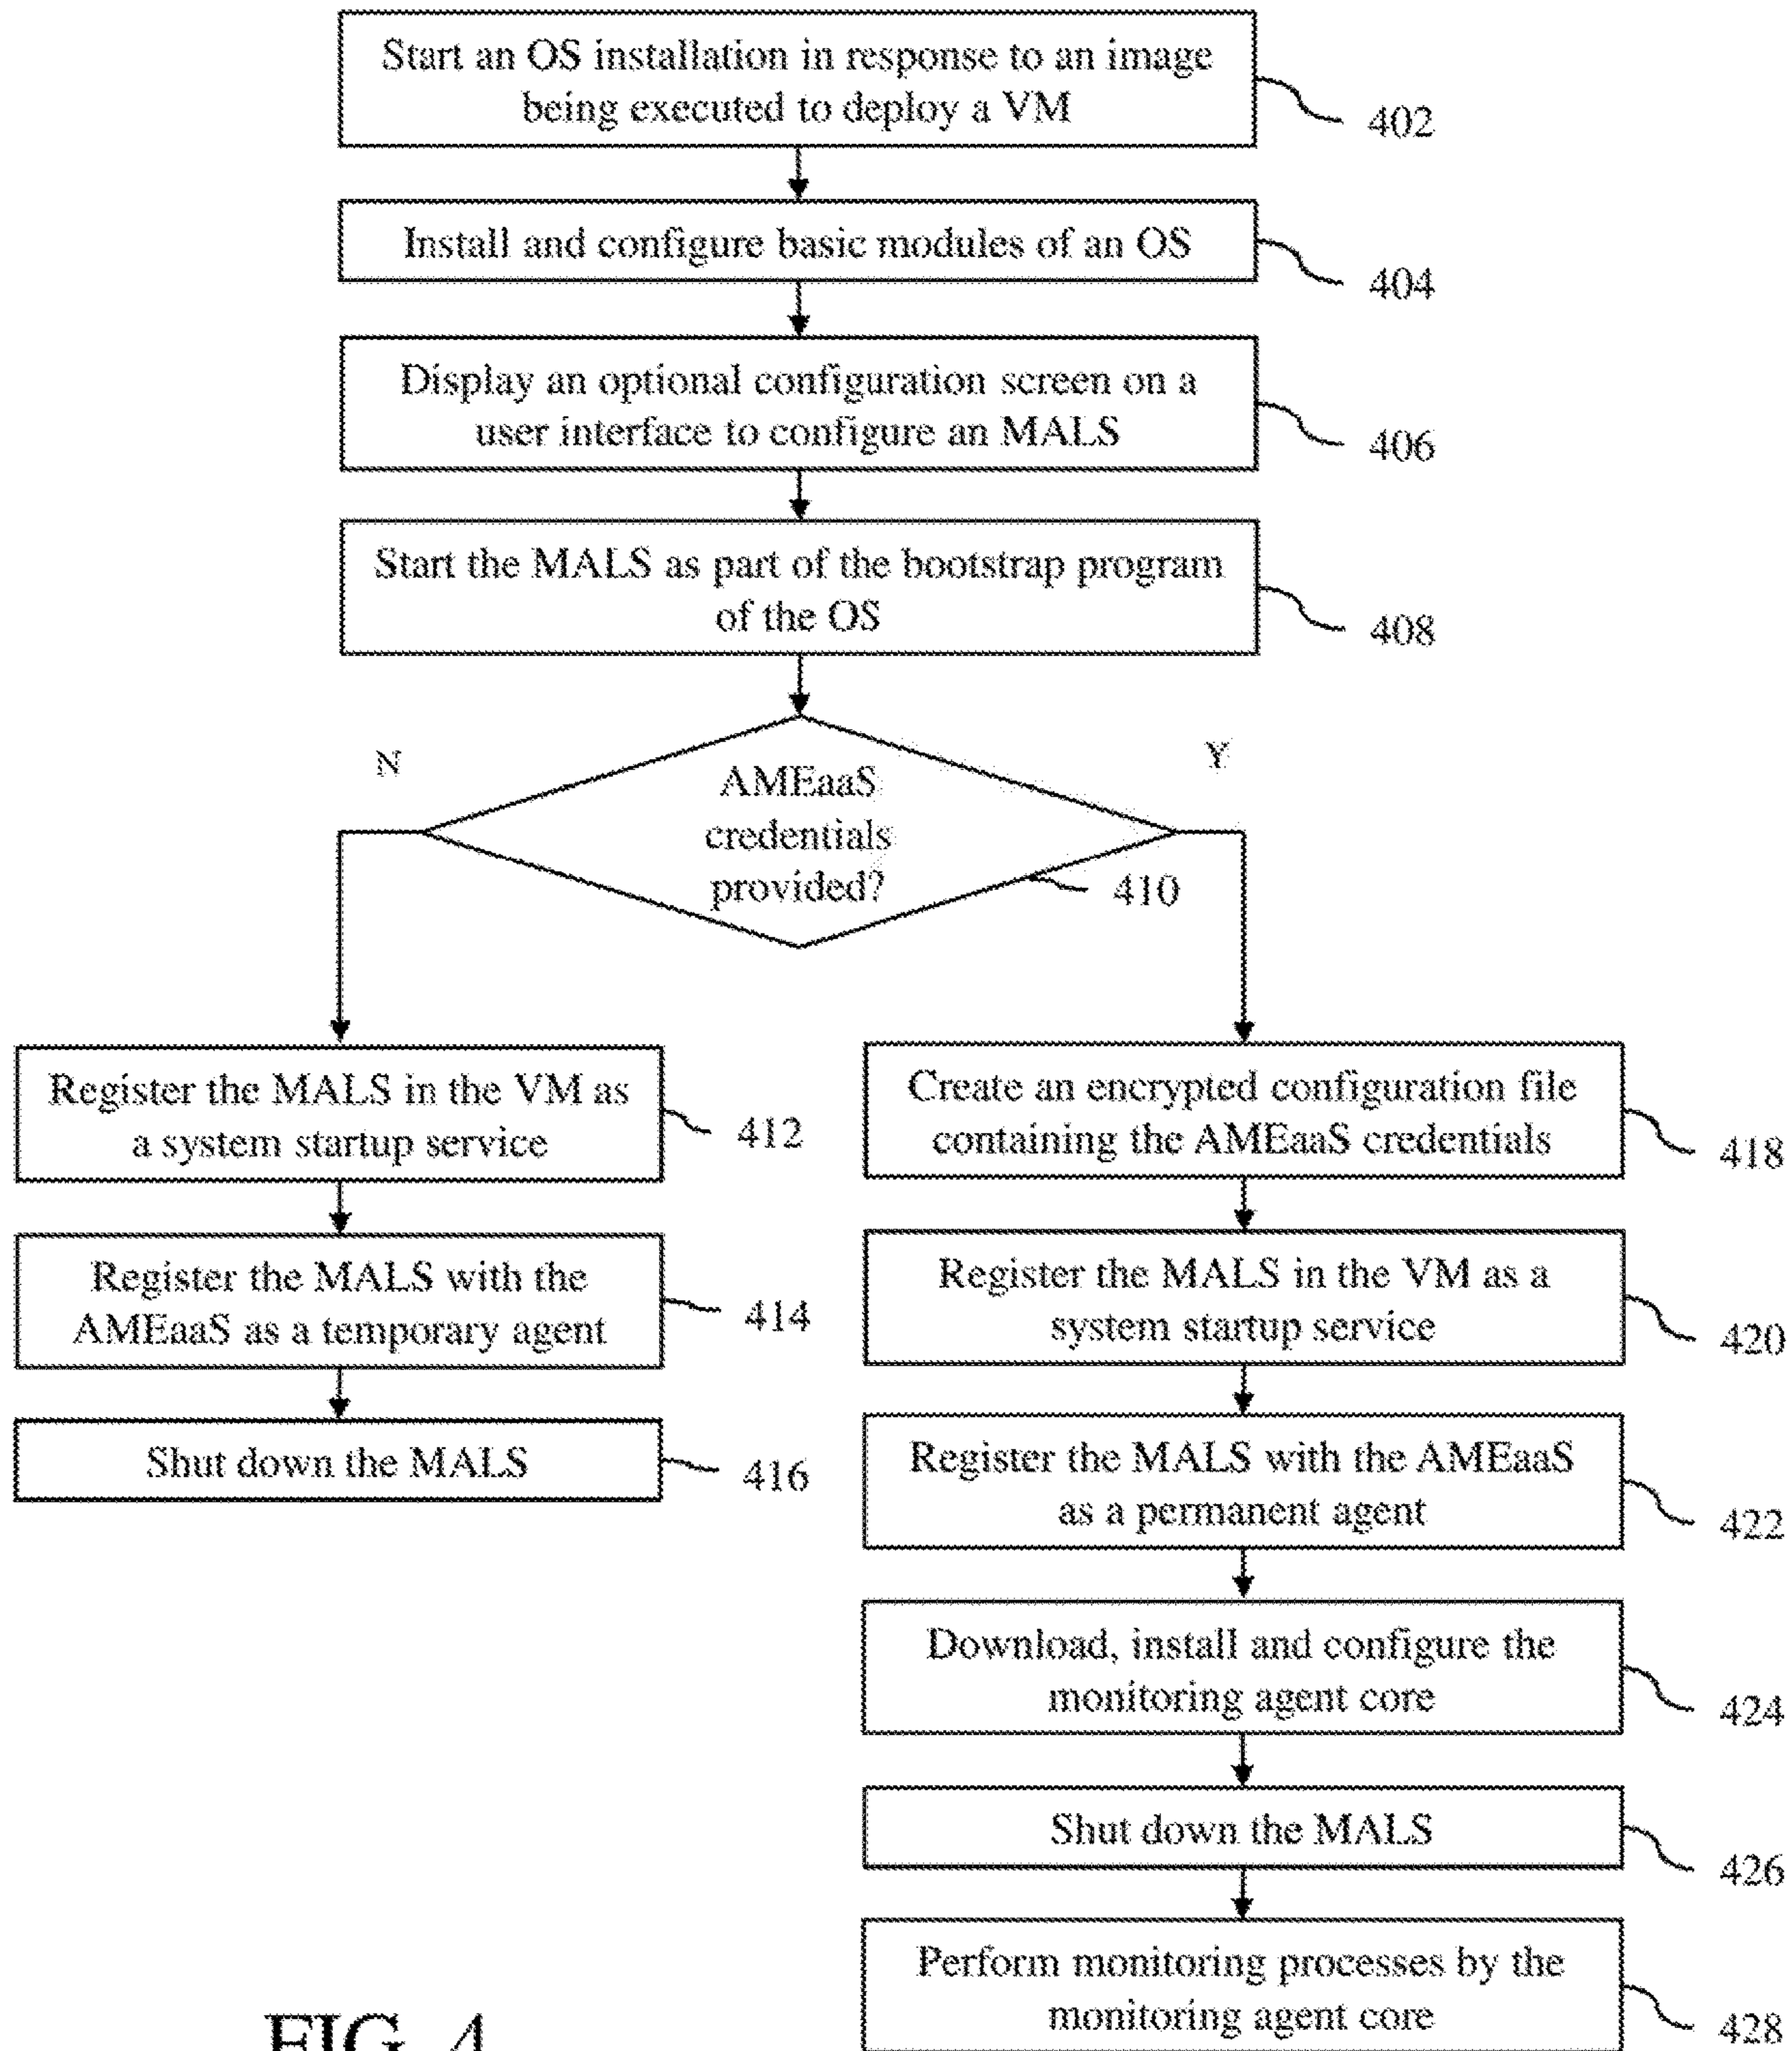 Start an OS installation in response to an image
being executed to deploy a VM
402
Install and configure basic modules of an OS
404
Display an optional configuration screen on a
user interface to configure an MALS
406
Start the MALS as part of the bootstrap program
of the OS
408
N
Y
AMEaaS
credentials
provided?
410
Register the MALS in the VM as
a system startup service
412
Register the MALS with the
AMEaaS as a temporary agent
414
Shut down the MALS
416
Create an encrypted configuration file
containing the AMEaaS credentials
418
Register the MALS in the VM as a
system startup service
420
Register the MALS with the AMEaaS
as a permanent agent
422
Download, install and configure the
monitoring agent core
424
Shut down the MALS
426
Perform monitoring processes by the
monitoring agent core
428
FIG. 4